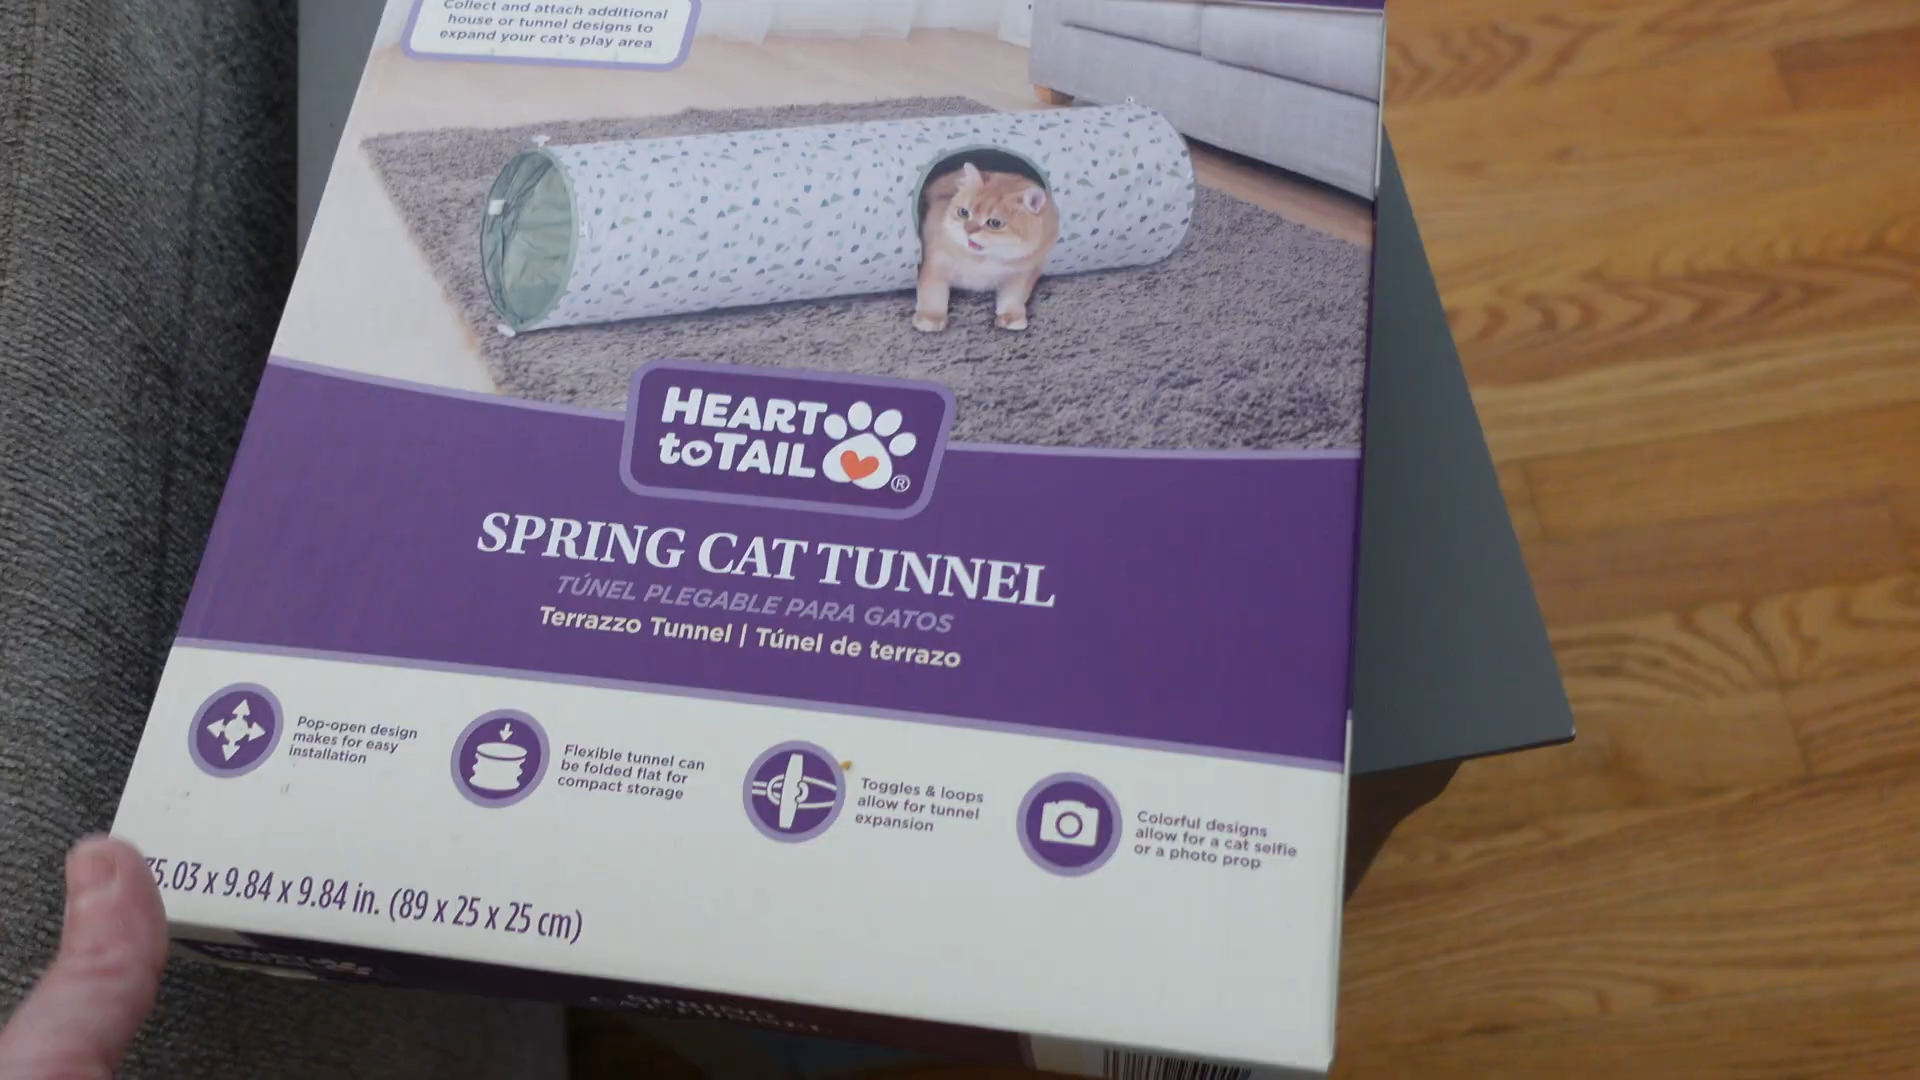 Collect and attach additional
house or tunnel designs to
expand your cat's play area
HEART
toTAIL®
SPRING CAT TUNNEL
TÚNEL PLEGABLE PARA GATOS
Terrazzo Tunnel | Túnel de terrazo
Pop-open design
makes for easy
installation
Flexible tunnel can
be folded flat for
compact storage
Toggles & loops
allow for tunnel
expansion
Colorful designs
allow for a cat selfie
or a photo prop
5.03 x 9.84 x 9.84 in. (89 x 25 x 25 cm)
SPRING
CAT TUNNEL